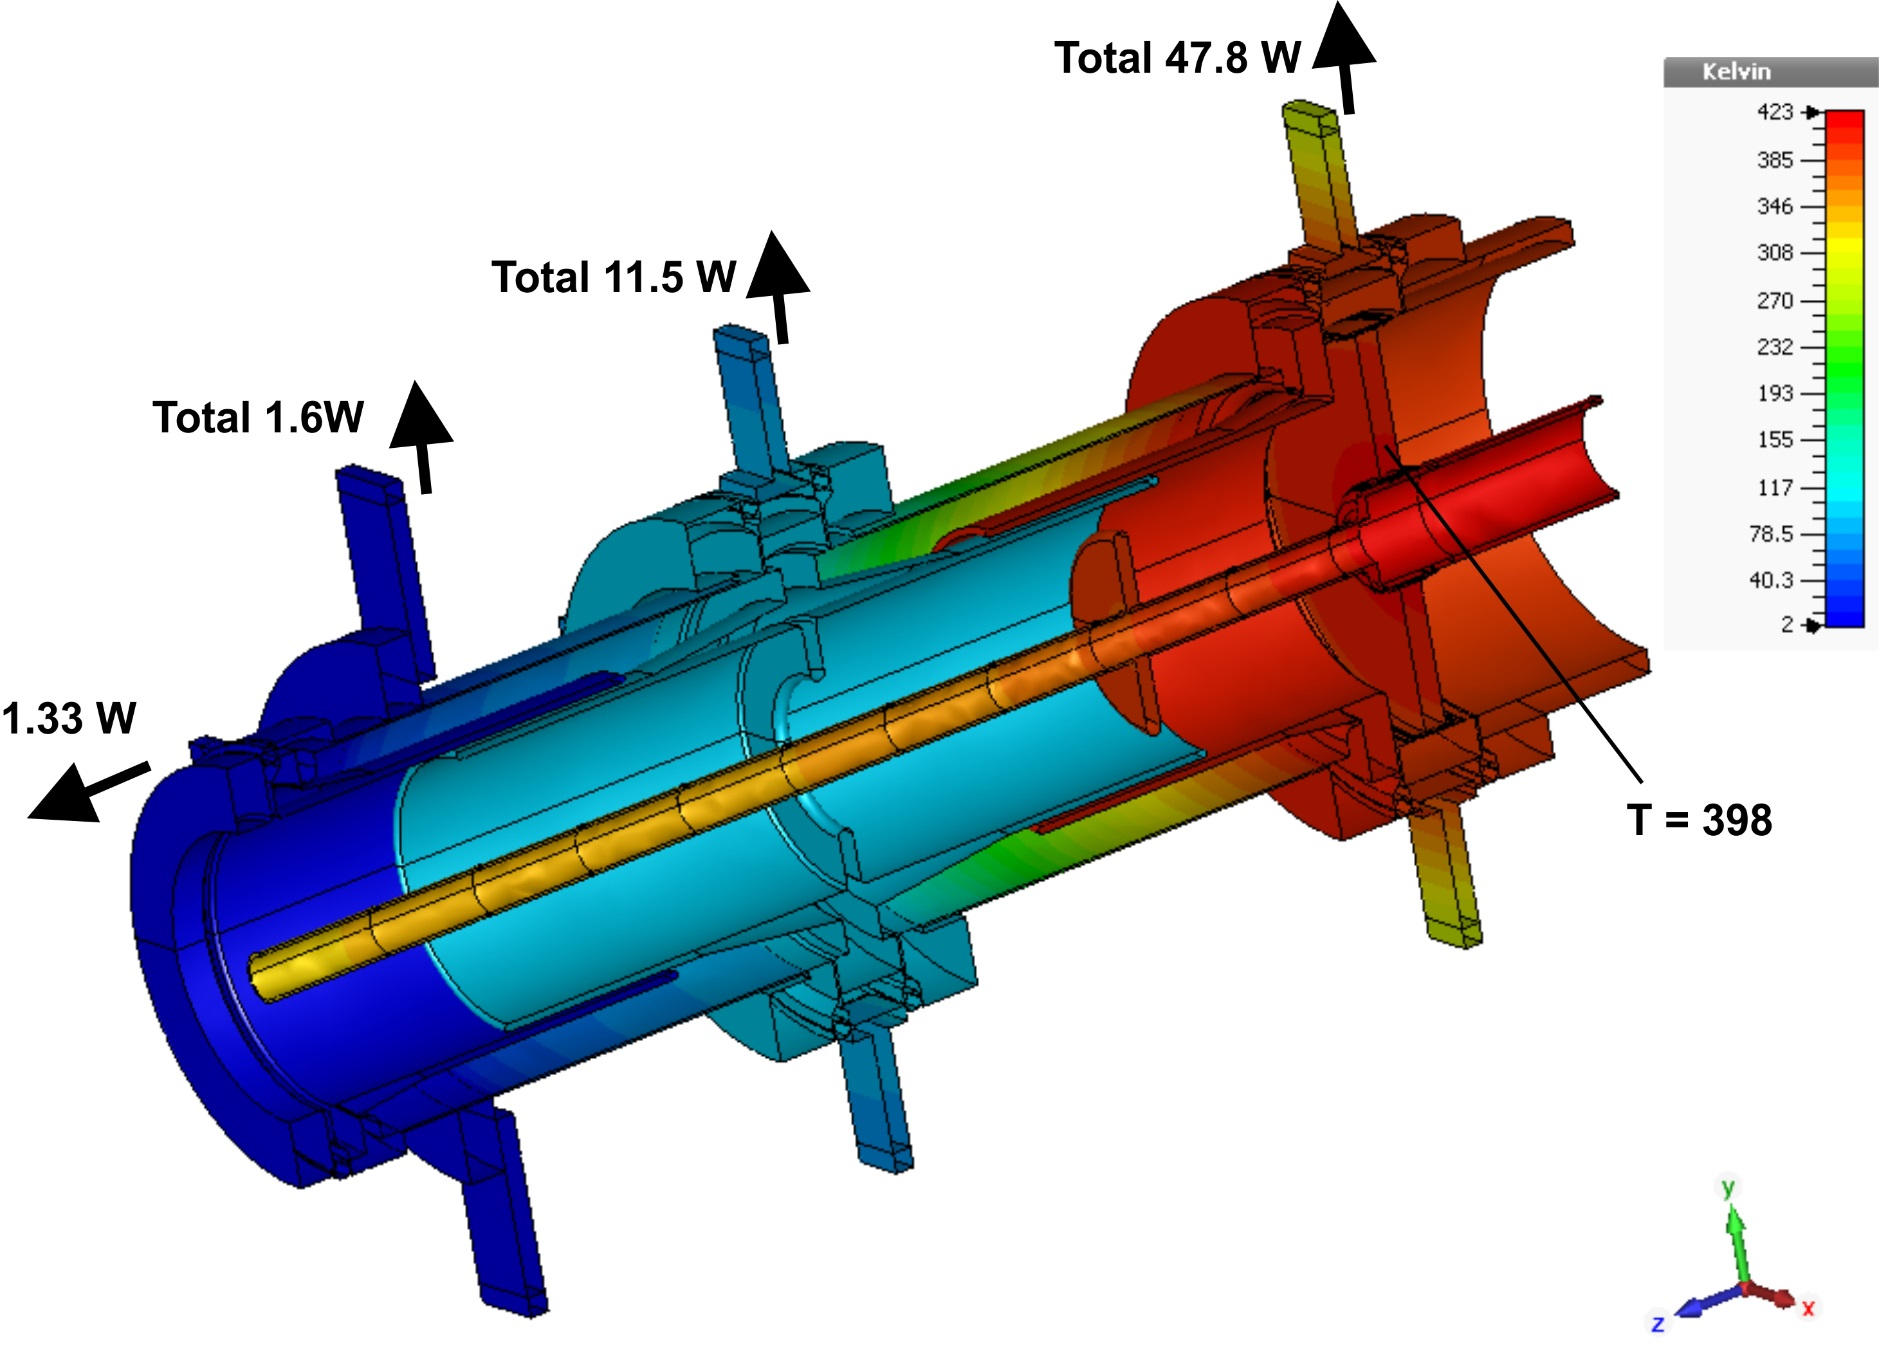 Total 47.8 W
Kelvin
423
385
346
308
270
232
193
155
117
78.5
40.3
2
Total 11.5 W
Total 1.6W
1.33 W
T = 398
y
x
z